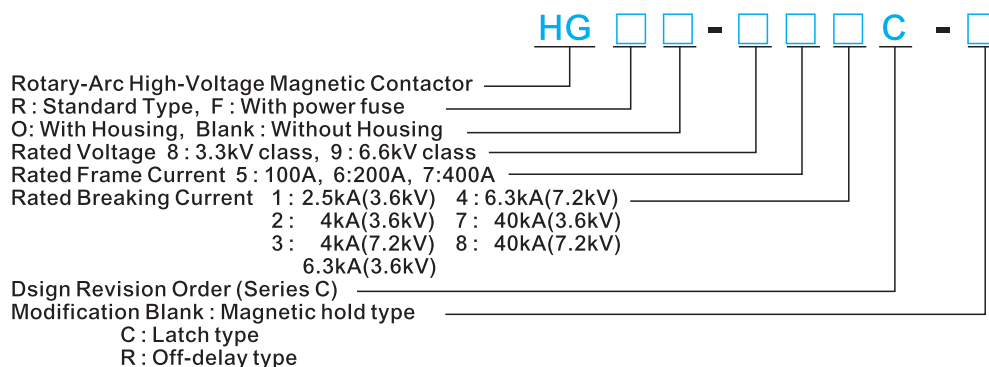 HG □□-□□□C - □
Rotary-Arc High-Voltage Magnetic Contactor
R : Standard Type, F : With power fuse
O: With Housing, Blank : Without Housing
Rated Voltage 8 : 3.3kV class, 9 : 6.6kV class
Rated Frame Current 5 : 100A, 6:200A, 7:400A
Rated Breaking Current 1 : 2.5kA(3.6kV) 4 : 6.3kA(7.2kV)
2 : 4kA(3.6kV) 7 : 40kA(3.6kV)
3 : 4kA(7.2kV) 8 : 40kA(7.2kV)
6.3kA(3.6kV)
Dsign Revision Order (Series C)
Modification Blank : Magnetic hold type
C : Latch type
R : Off-delay type